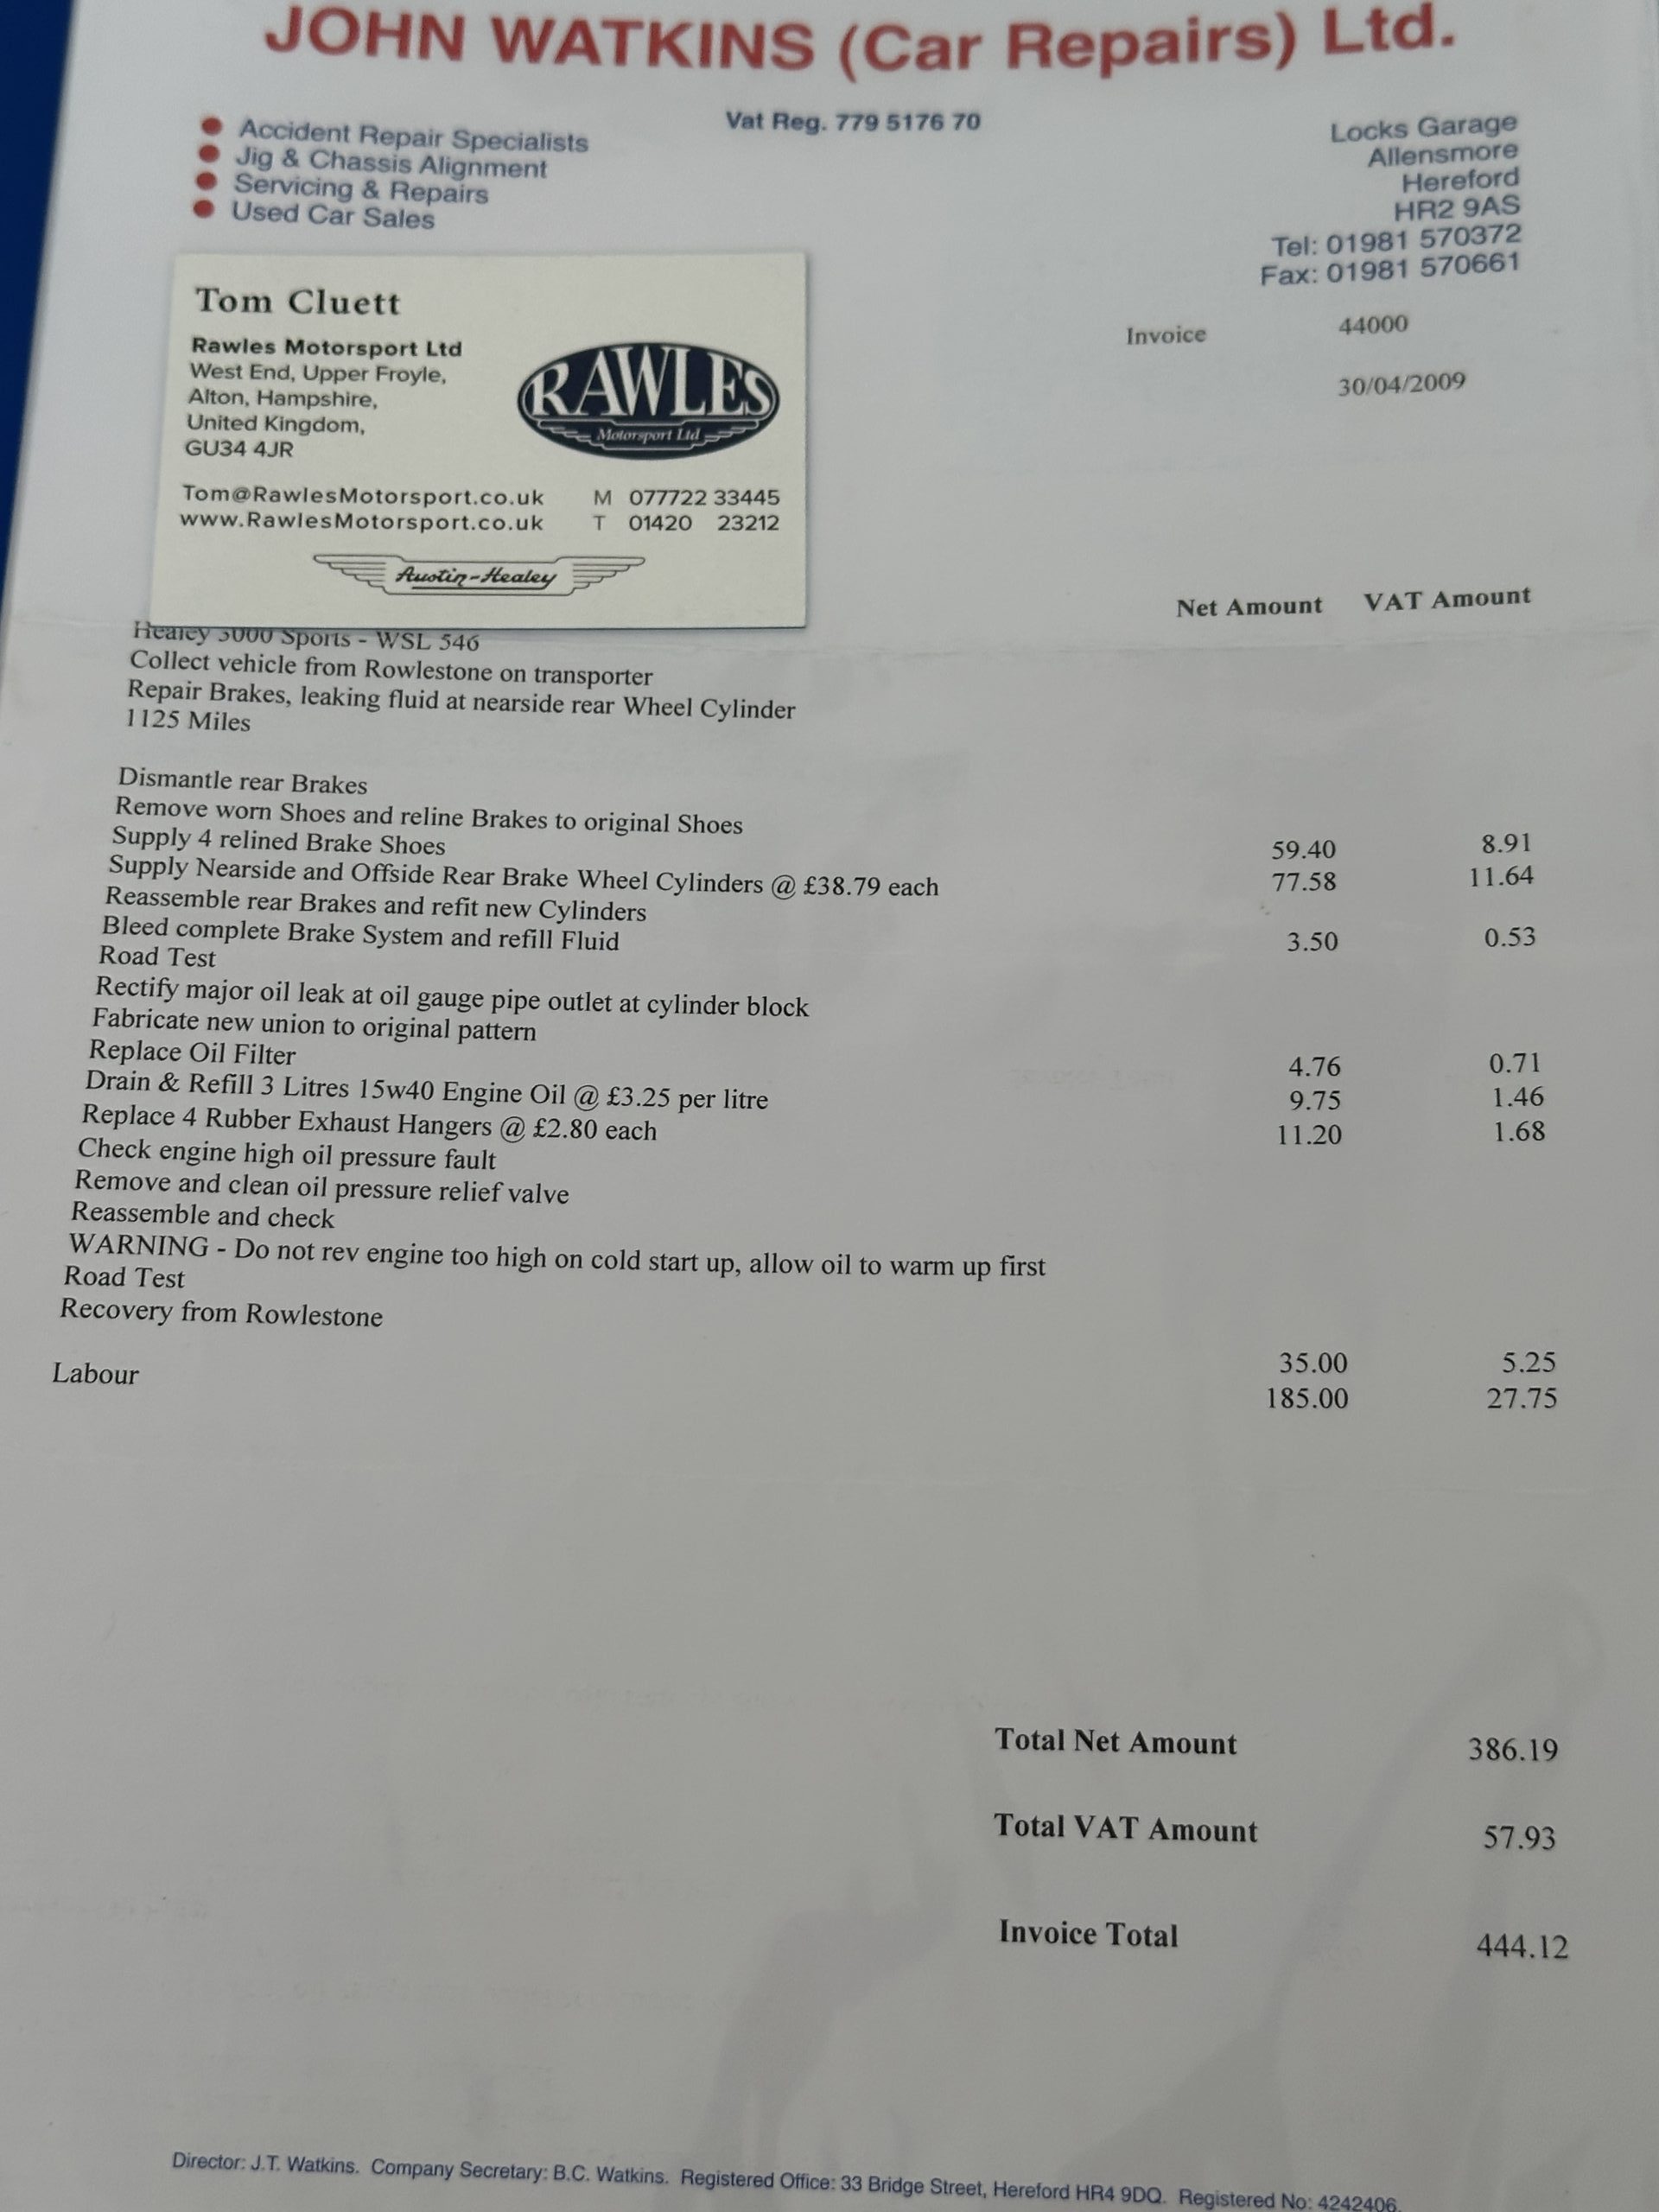 JOHN WATKINS (Car Repairs) Ltd.
Vat Reg. 779 5176 70
Accident Repair Specialists
Jig & Chassis Alignment
Servicing & Repairs
Used Car Sales
Locks Garage
Allensmore
Hereford
HR2 9AS
Tel: 01981 570372
Fax: 01981 570661
Invoice 44000
30/04/2009
Tom Cluett
Rawles Motorsport Ltd
West End, Upper Froyle,
Alton, Hampshire,
United Kingdom,
GU34 4JR
RAWLES
Motorsport Ltd
Tom@RawlesMotorsport.co.uk M 077722 33445
www.RawlesMotorsport.co.uk T 01420 23212
Austin-Healey
Net Amount VAT Amount
Healey 3000 Sports - WSL 546
Collect vehicle from Rowlestone on transporter
Repair Brakes, leaking fluid at nearside rear Wheel Cylinder
1125 Miles
Dismantle rear Brakes
Remove worn Shoes and reline Brakes to original Shoes
Supply 4 relined Brake Shoes 59.40 8.91
Supply Nearside and Offside Rear Brake Wheel Cylinders @ £38.79 each 77.58 11.64
Reassemble rear Brakes and refit new Cylinders
Bleed complete Brake System and refill Fluid 3.50 0.53
Road Test
Rectify major oil leak at oil gauge pipe outlet at cylinder block
Fabricate new union to original pattern
Replace Oil Filter 4.76 0.71
Drain & Refill 3 Litres 15w40 Engine Oil @ £3.25 per litre 9.75 1.46
Replace 4 Rubber Exhaust Hangers @ £2.80 each 11.20 1.68
Check engine high oil pressure fault
Remove and clean oil pressure relief valve
Reassemble and check
WARNING - Do not rev engine too high on cold start up, allow oil to warm up first
Road Test
Recovery from Rowlestone 35.00 5.25
Labour 185.00 27.75
Total Net Amount 386.19
Total VAT Amount 57.93
Invoice Total 444.12
Director: J.T. Watkins. Company Secretary: B.C. Watkins. Registered Office: 33 Bridge Street, Hereford HR4 9DQ. Registered No: 4242406.